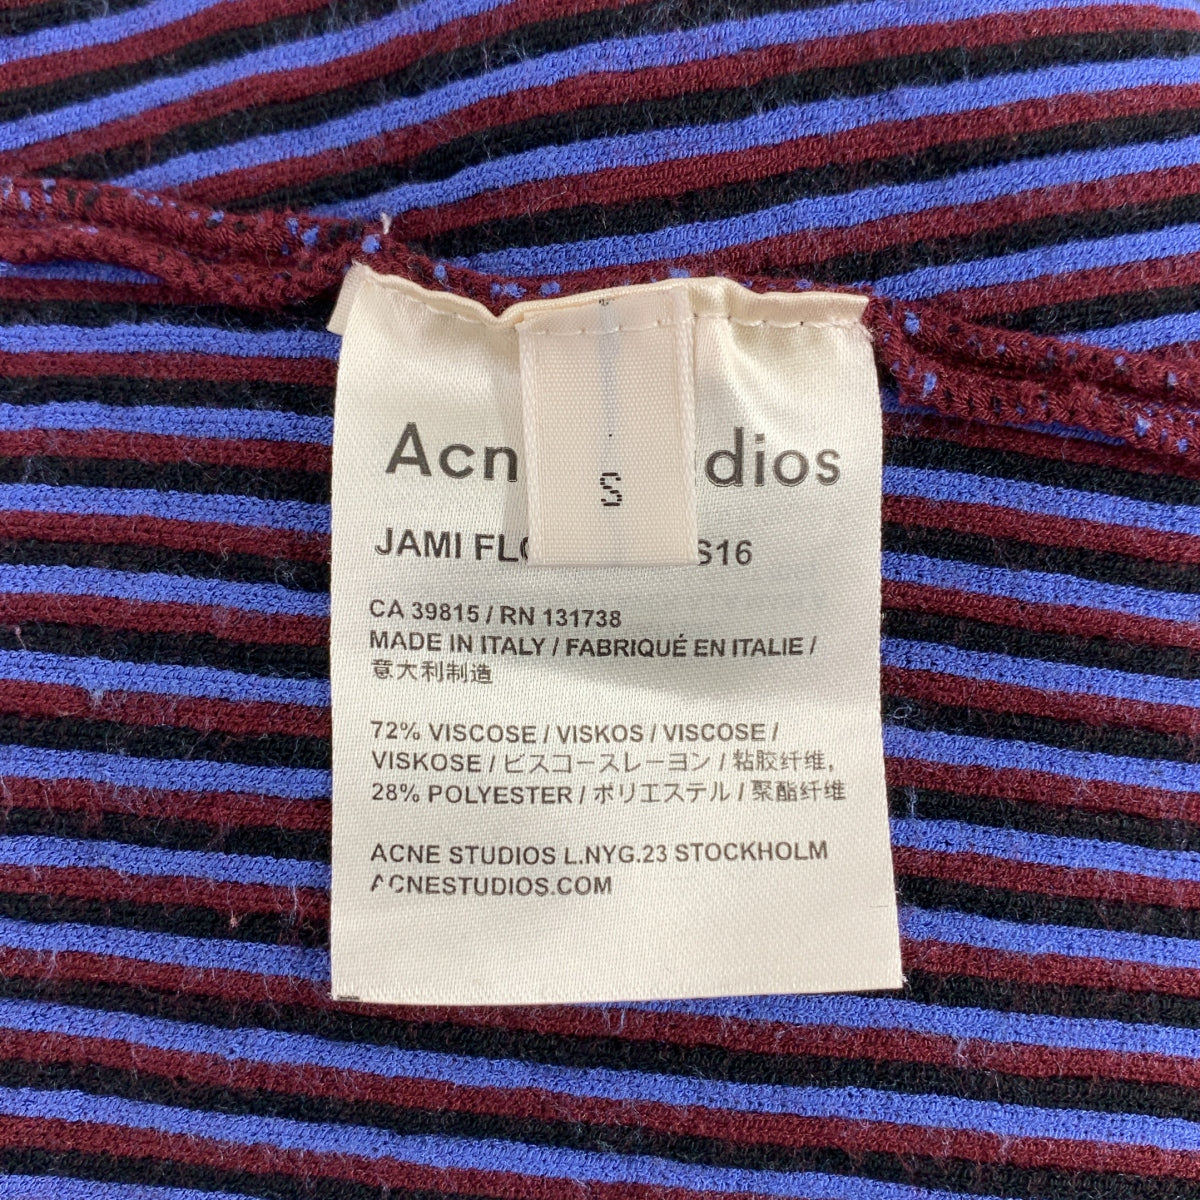 Acn dios
S
JAMI FL S16
CA 39815 / RN 131738
MADE IN ITALY / FABRIQUÉ EN ITALIE /
意大利制造
72% VISCOSE / VISKOS / VISCOSE /
VISKOSE / ビスコースレーヨン / 粘胶纤维,
28% POLYESTER / ポリエステル / 聚酯纤维
ACNE STUDIOS L.NYG.23 STOCKHOLM
ACNESTUDIOS.COM